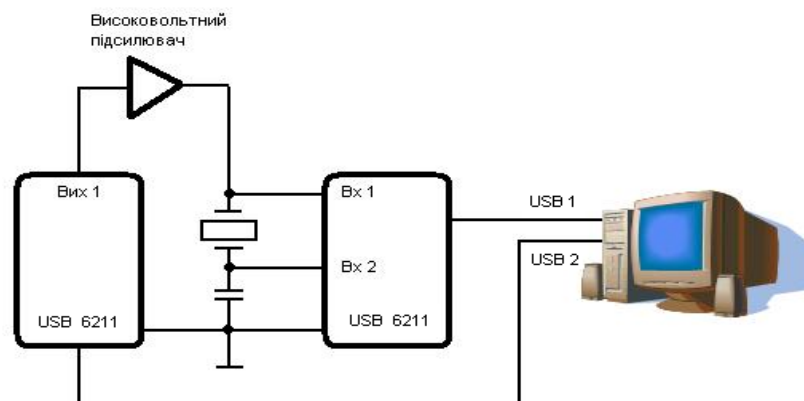 Високовольтний
підсилювач
Вих 1
Вх 1
USB 1
USB 2
Вх 2
USB 6211
USB 6211